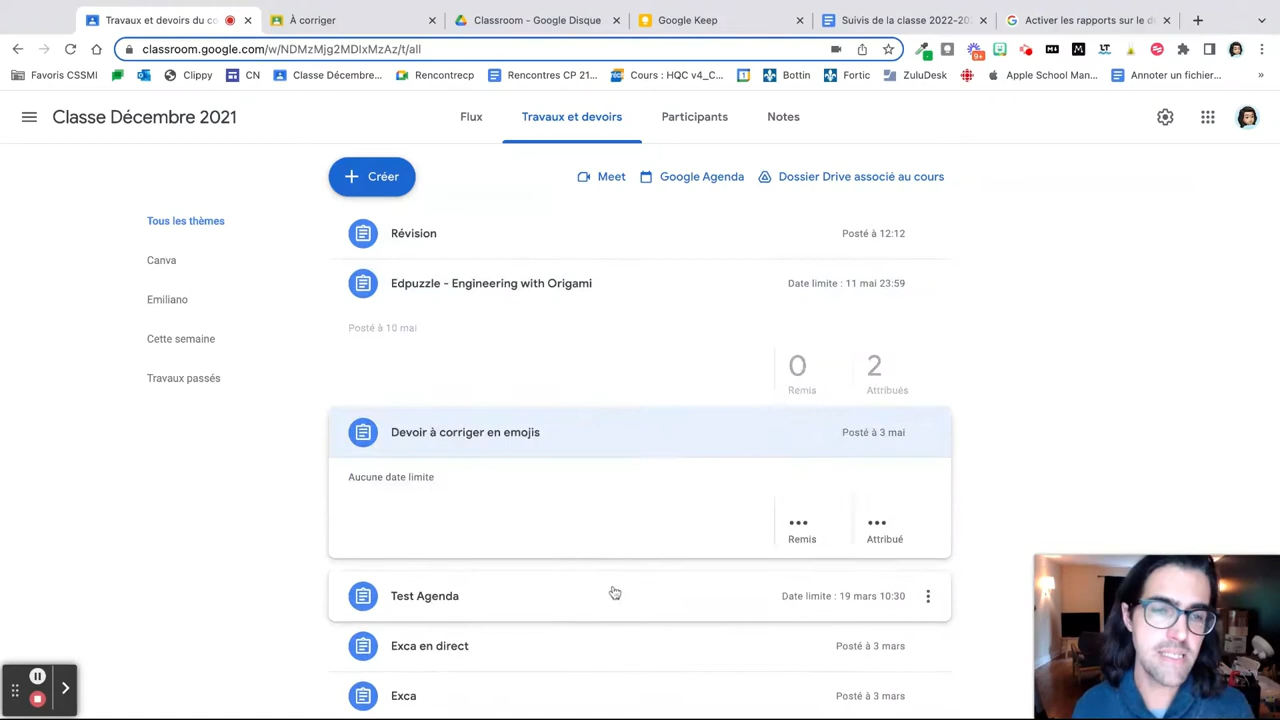 Travaux et devoirs du co
À corriger
Classroom - Google Disque
Google Keep
Suivis de la classe 2022-202
Activer les rapports sur le d
classroom.google.com/w/NDMzMjg2MDIxMzAz/t/all
9+
Favoris CSSMI
Clippy
CN
Classe Décembre...
Rencontrecp
Rencontres CP 21...
Cours : HQC v4_C...
Bottin
Fortic
ZuluDesk
Apple School Man...
Annoter un fichier...
»
Classe Décembre 2021
Flux
Travaux et devoirs
Participants
Notes
Créer
Meet
Google Agenda
Dossier Drive associé au cours
Tous les thèmes
Canva
Emiliano
Cette semaine
Travaux passés
Révision
Posté à 12:12
Edpuzzle - Engineering with Origami
Date limite : 11 mai 23:59
Posté à 10 mai
0
Remis
2
Attribués
Devoir à corriger en emojis
Posté à 3 mai
Aucune date limite
...
Remis
...
Attribué
Test Agenda
Date limite : 19 mars 10:30
Exca en direct
Posté à 3 mars
Exca
Posté à 3 mars